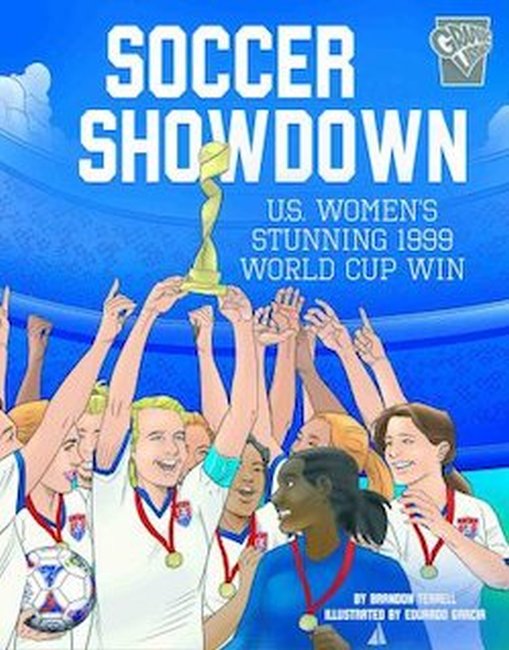 SOCCER
SHOWDOWN
U.S. WOMEN'S
STUNNING 1999
WORLD CUP WIN
BY BRANDON TERRELL
ILLUSTRATED BY EDUARDO GARCIA